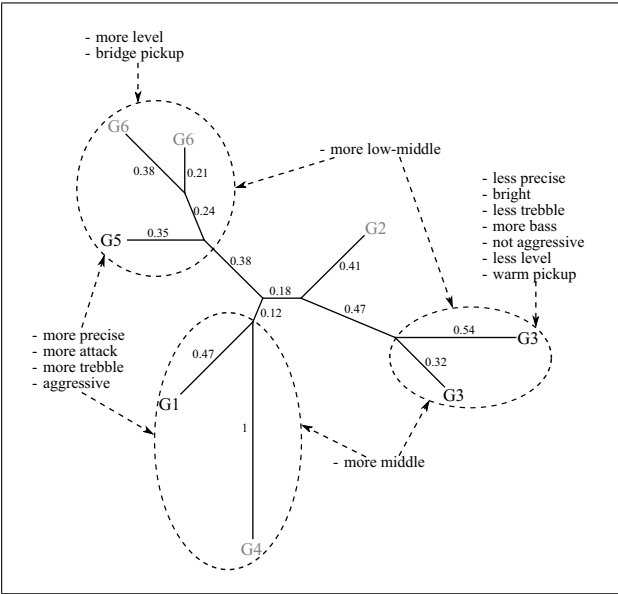 - more level
- bridge pickup
G6
G6
0.38
0.21
- more low-middle
- less precise
- bright
- less trebble
- more bass
- not aggressive
- less level
- warm pickup
0.24
G5
0.35
G2
0.38
0.41
0.18
0.12
0.47
0.54
G3
0.32
G3
- more precise
- more attack
- more trebble
- aggressive
0.47
G1
1
- more middle
G4